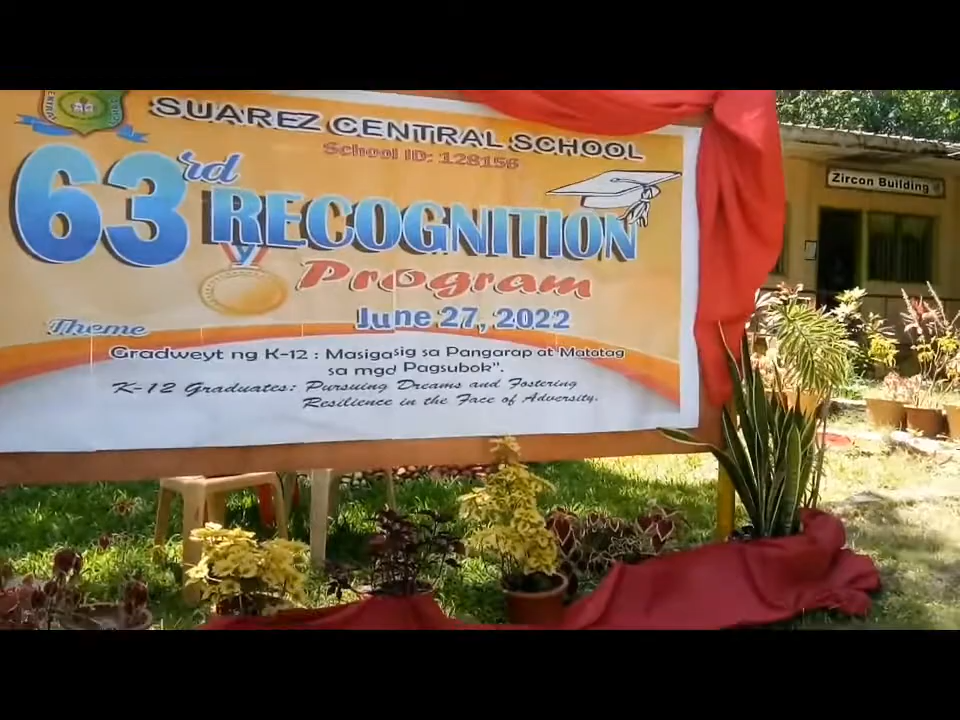 SUAREZ CENTRAL SCHOOL
School ID: 128156
63rd RECOGNITION
Program
June 27, 2022
Theme
GradWeyt ng K-12 : Masigasig sa Pangarap at Matatag
sa mga Pagsubok".
K-12 Graduates: Pursuing Dreams and Fostering
Resilience in the Face of Adversity.
Zircon Building